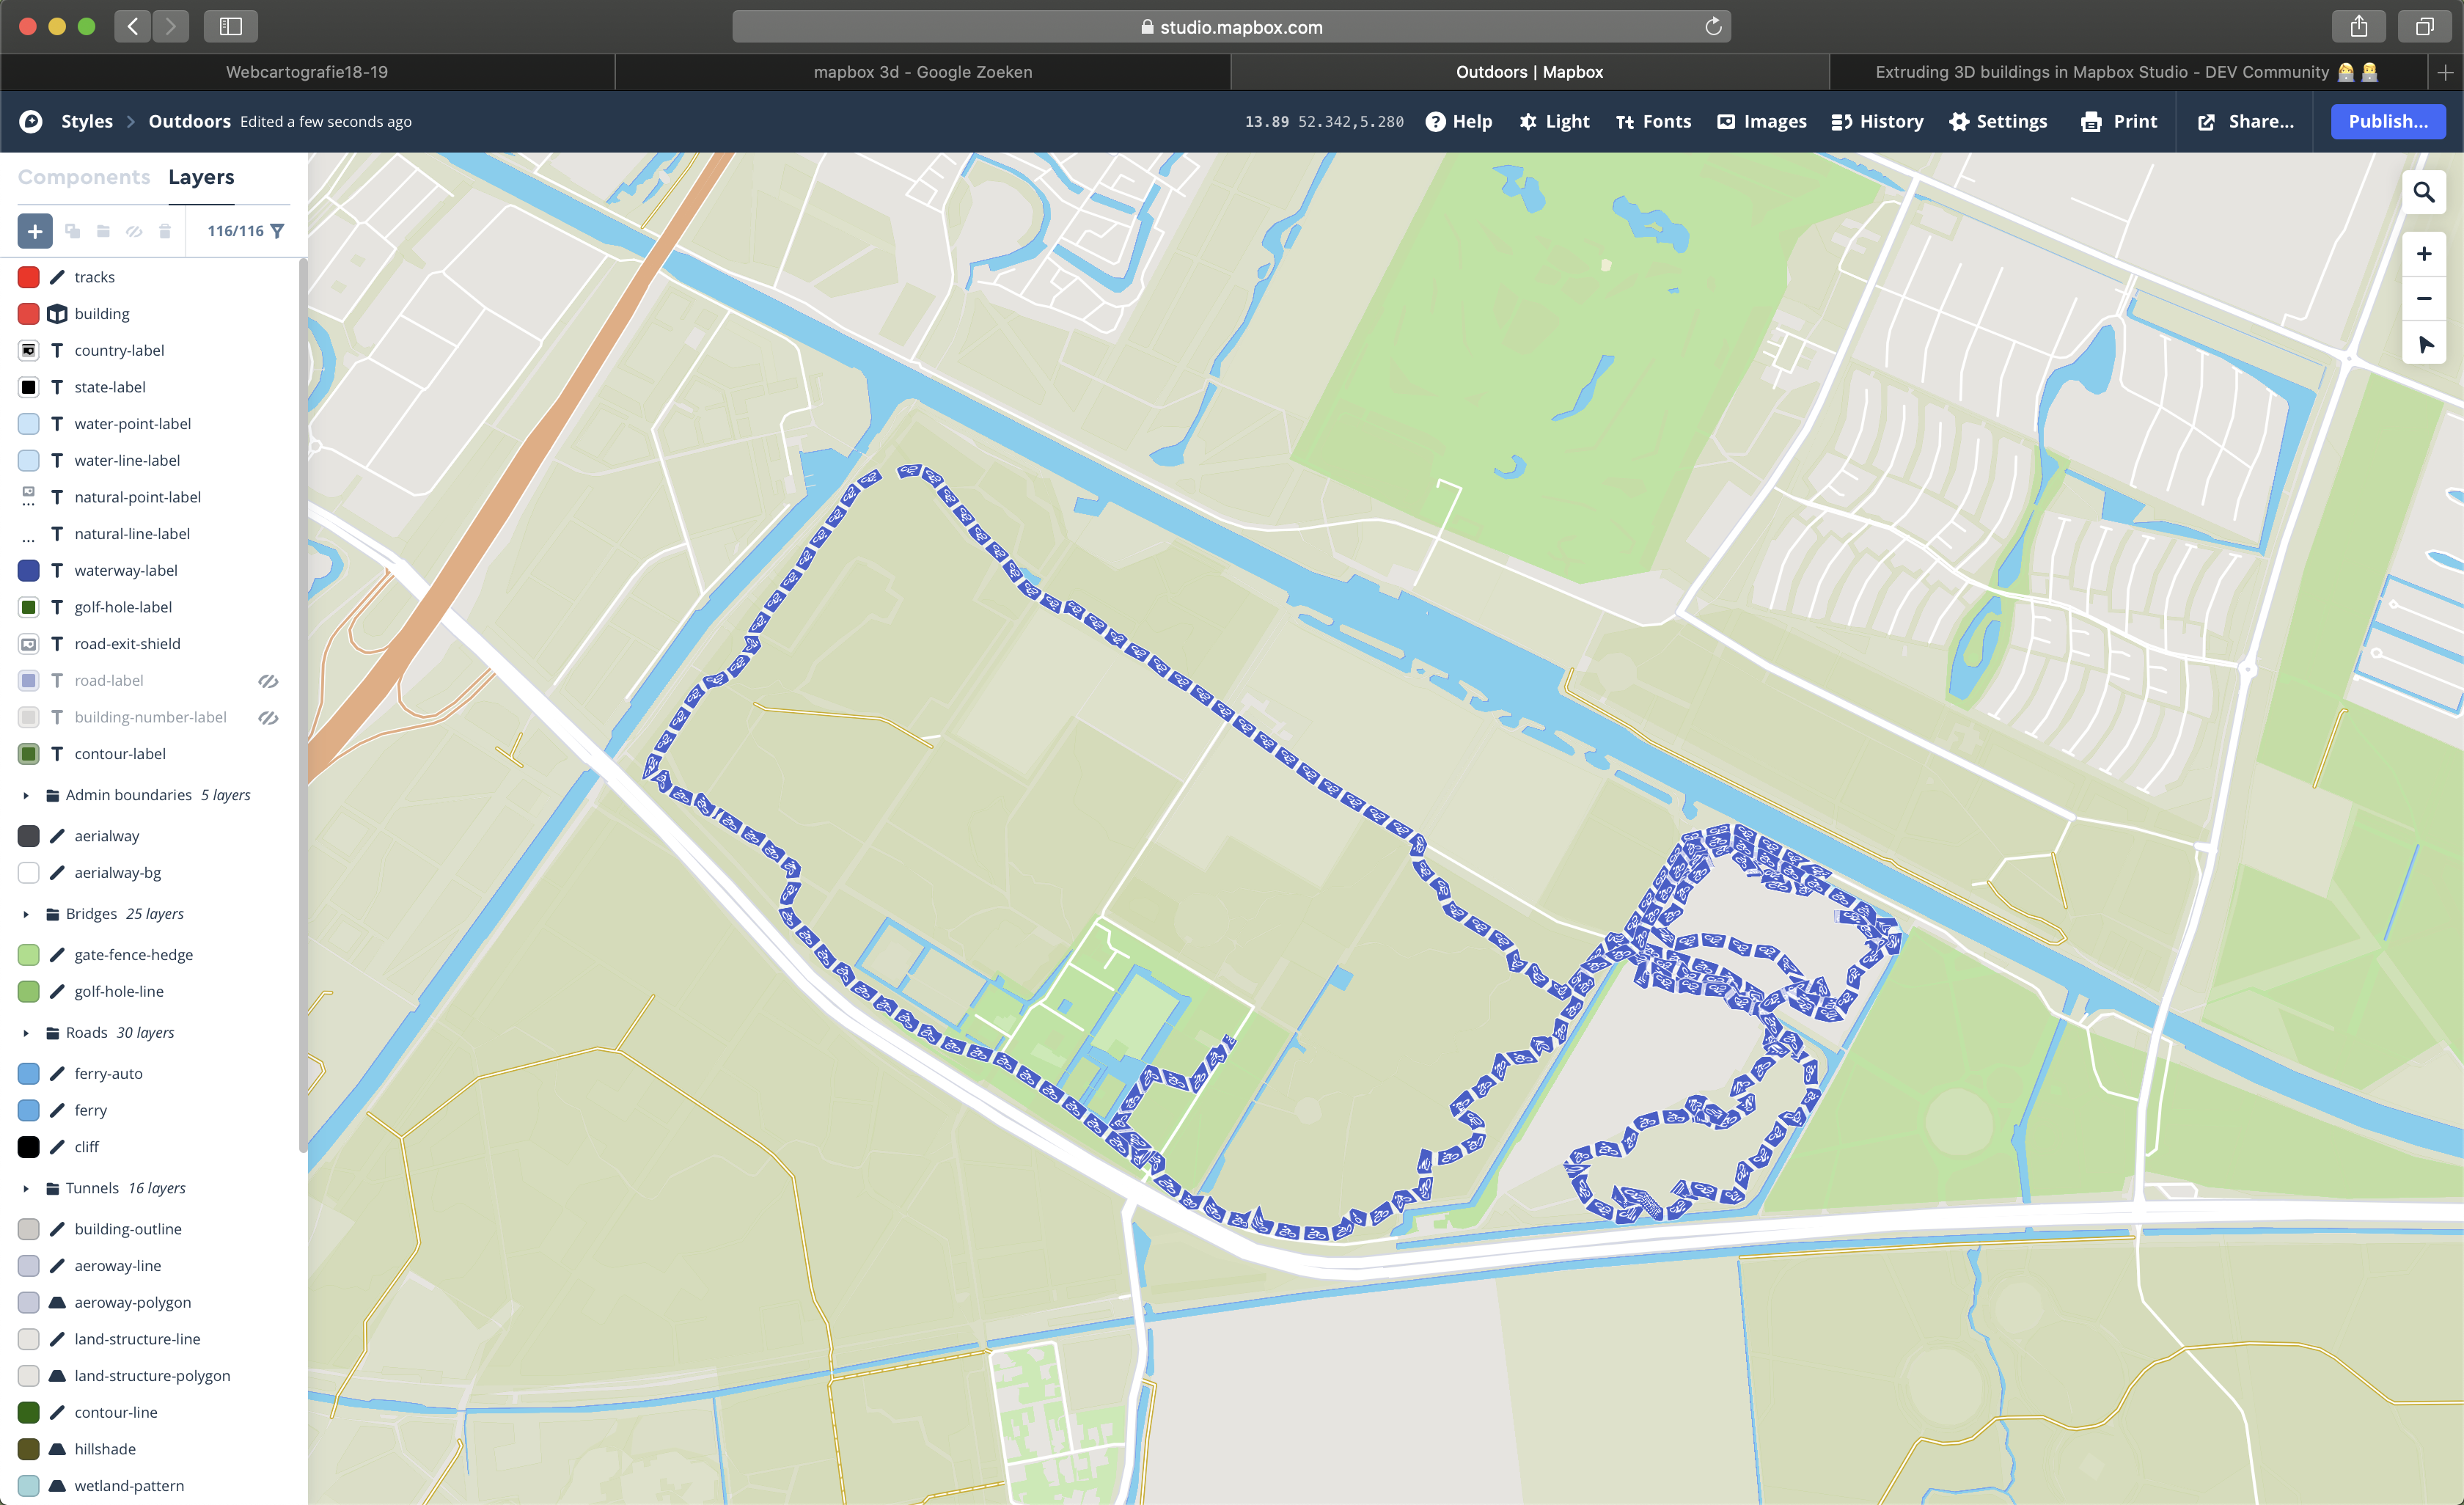 studio.mapbox.com
Webcartografie18-19
mapbox 3d - Google Zoeken
Outdoors | Mapbox
Extruding 3D buildings in Mapbox Studio - DEV Community
Styles > Outdoors Edited a few seconds ago
13.89 52.342,5.280
Help
Light
Fonts
Images
History
Settings
Print
Share...
Publish...
Components Layers
116/116
tracks
building
country-label
state-label
water-point-label
water-line-label
natural-point-label
natural-line-label
waterway-label
golf-hole-label
road-exit-shield
road-label
building-number-label
contour-label
Admin boundaries 5 layers
aerialway
aerialway-bg
Bridges 25 layers
gate-fence-hedge
golf-hole-line
Roads 30 layers
ferry-auto
ferry
cliff
Tunnels 16 layers
building-outline
aeroway-line
aeroway-polygon
land-structure-line
land-structure-polygon
contour-line
hillshade
wetland-pattern